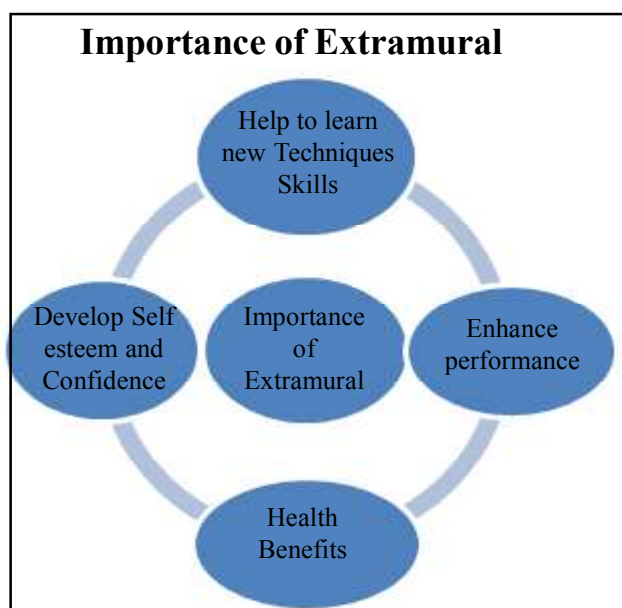 Importance of Extramural
Help to learn
new Techniques
Skills
Develop Self
esteem and
Confidence
Importance
of
Extramural
Enhance
performance
Health
Benefits